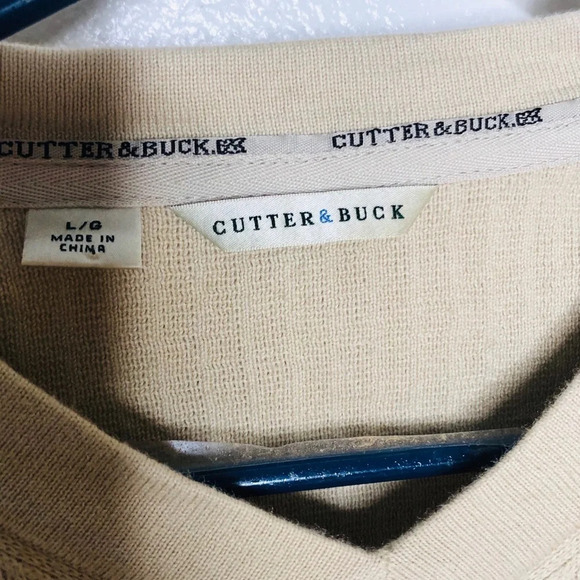 CUTTER&BUCK.
CUTTER&BUCK.
L/G
MADE IN
CHINA
CUTTER & BUCK